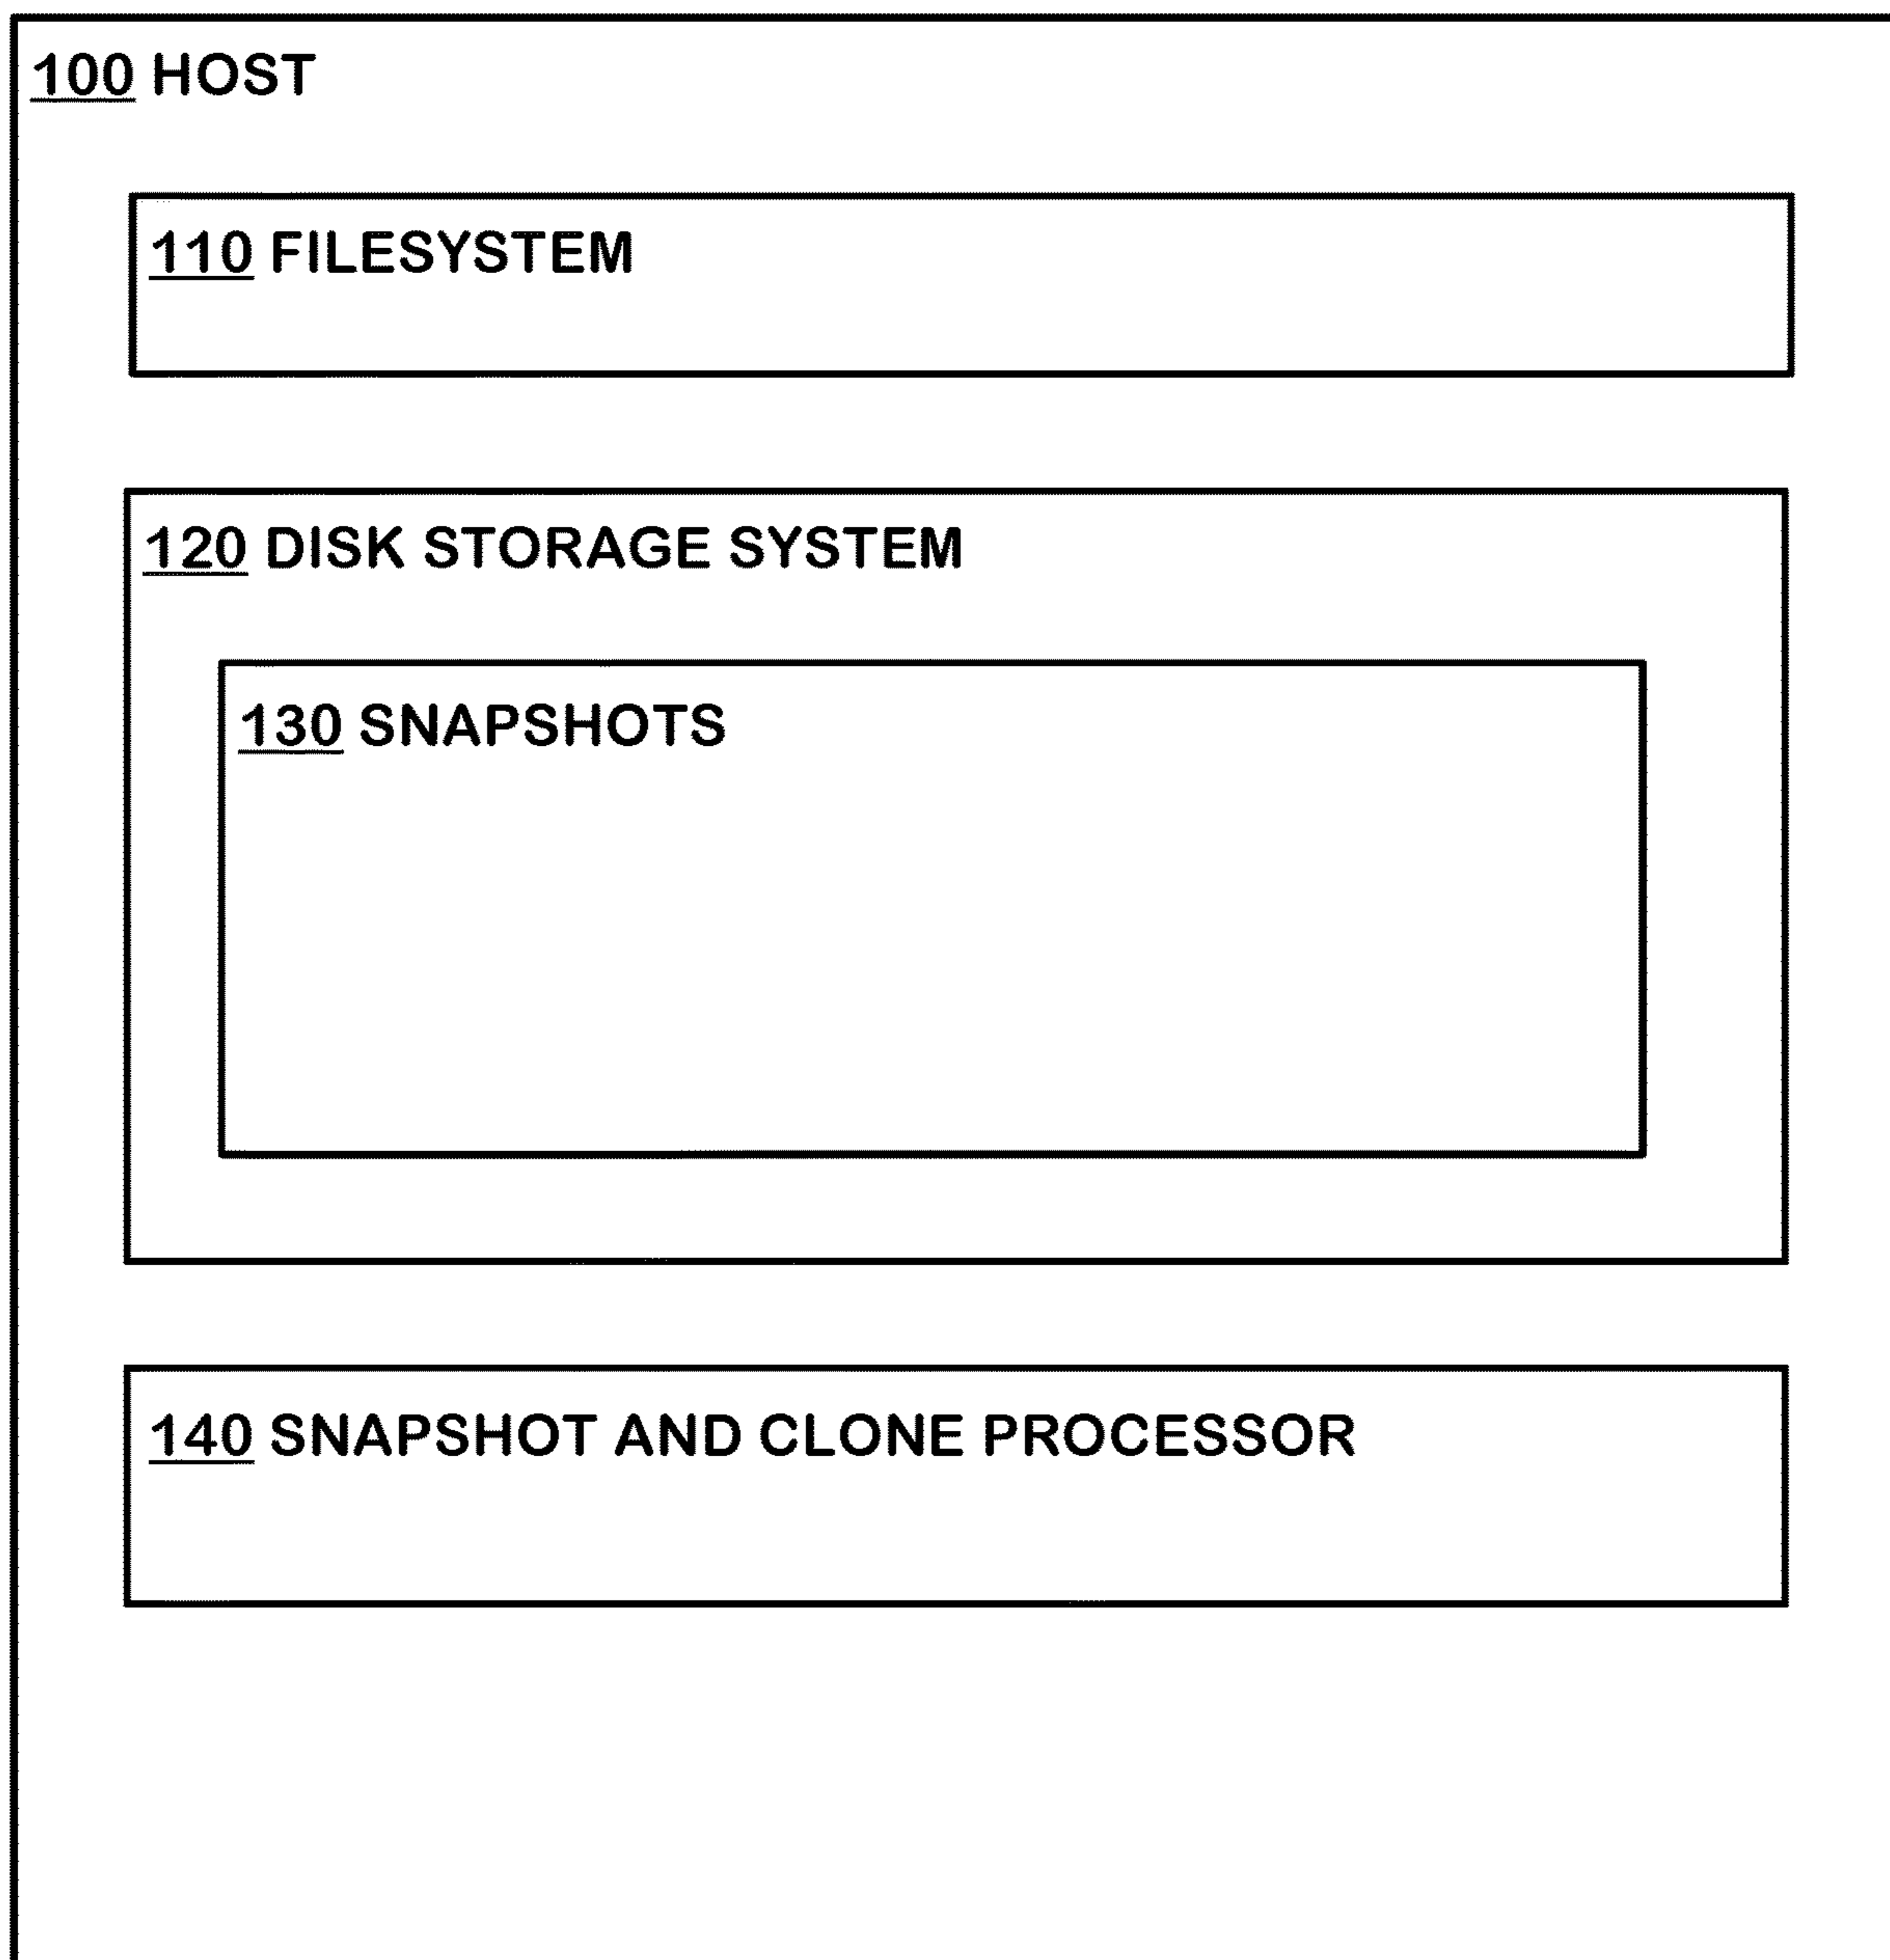 100 HOST
110 FILESYSTEM
120 DISK STORAGE SYSTEM
130 SNAPSHOTS
140 SNAPSHOT AND CLONE PROCESSOR